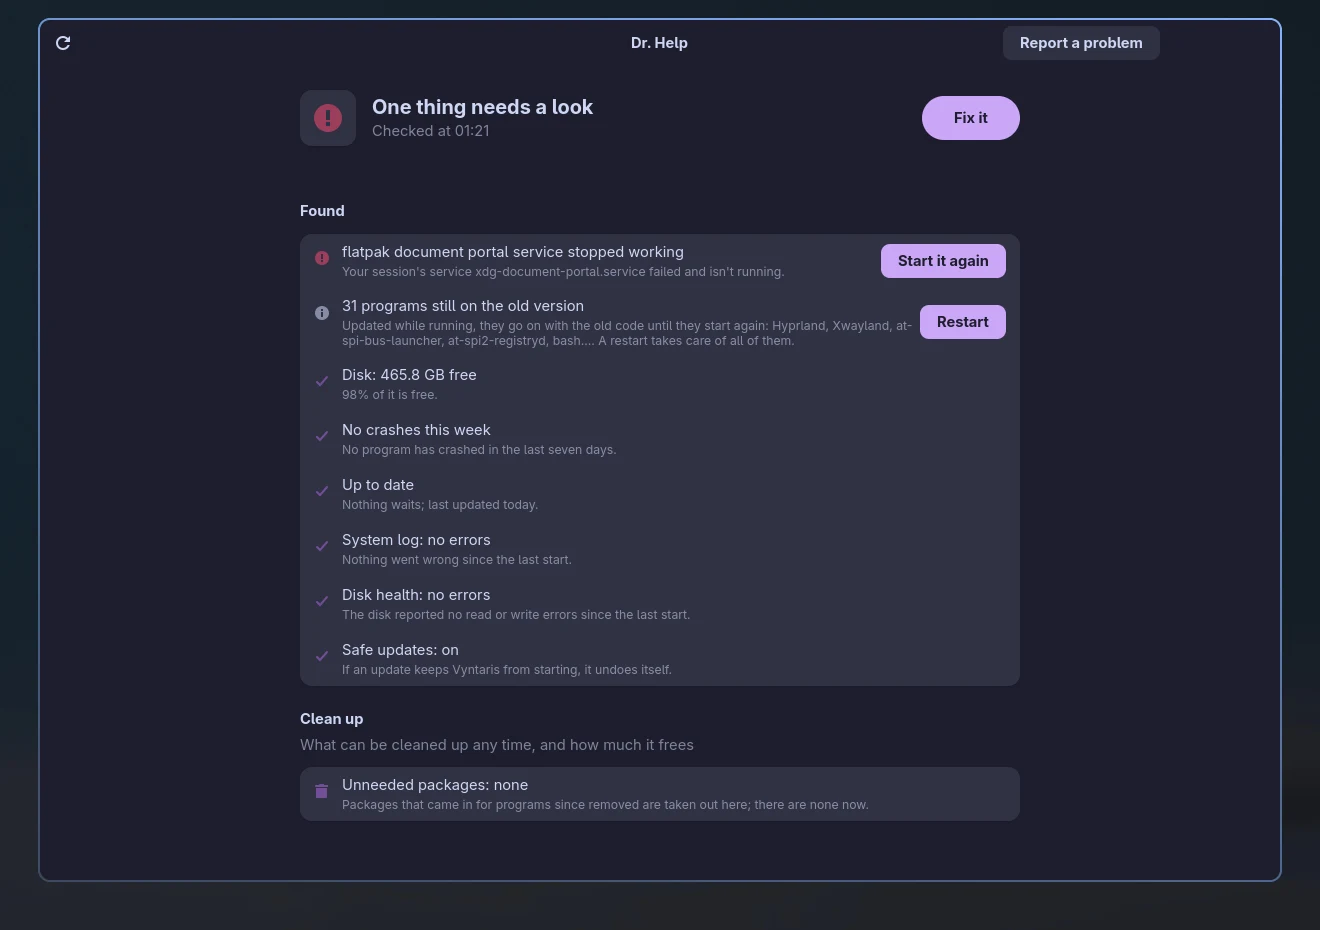 Dr. Help
Report a problem
One thing needs a look
Checked at 01:21
Fix it
Found
flatpak document portal service stopped working
Your session's service xdg-document-portal.service failed and isn't running.
Start it again
31 programs still on the old version
Updated while running, they go on with the old code until they start again: Hyprland, Xwayland, at-
spi-bus-launcher, at-spi2-registryd, bash.... A restart takes care of all of them.
Restart
Disk: 465.8 GB free
98% of it is free.
No crashes this week
No program has crashed in the last seven days.
Up to date
Nothing waits; last updated today.
System log: no errors
Nothing went wrong since the last start.
Disk health: no errors
The disk reported no read or write errors since the last start.
Safe updates: on
If an update keeps Vyntaris from starting, it undoes itself.
Clean up
What can be cleaned up any time, and how much it frees
Unneeded packages: none
Packages that came in for programs since removed are taken out here; there are none now.